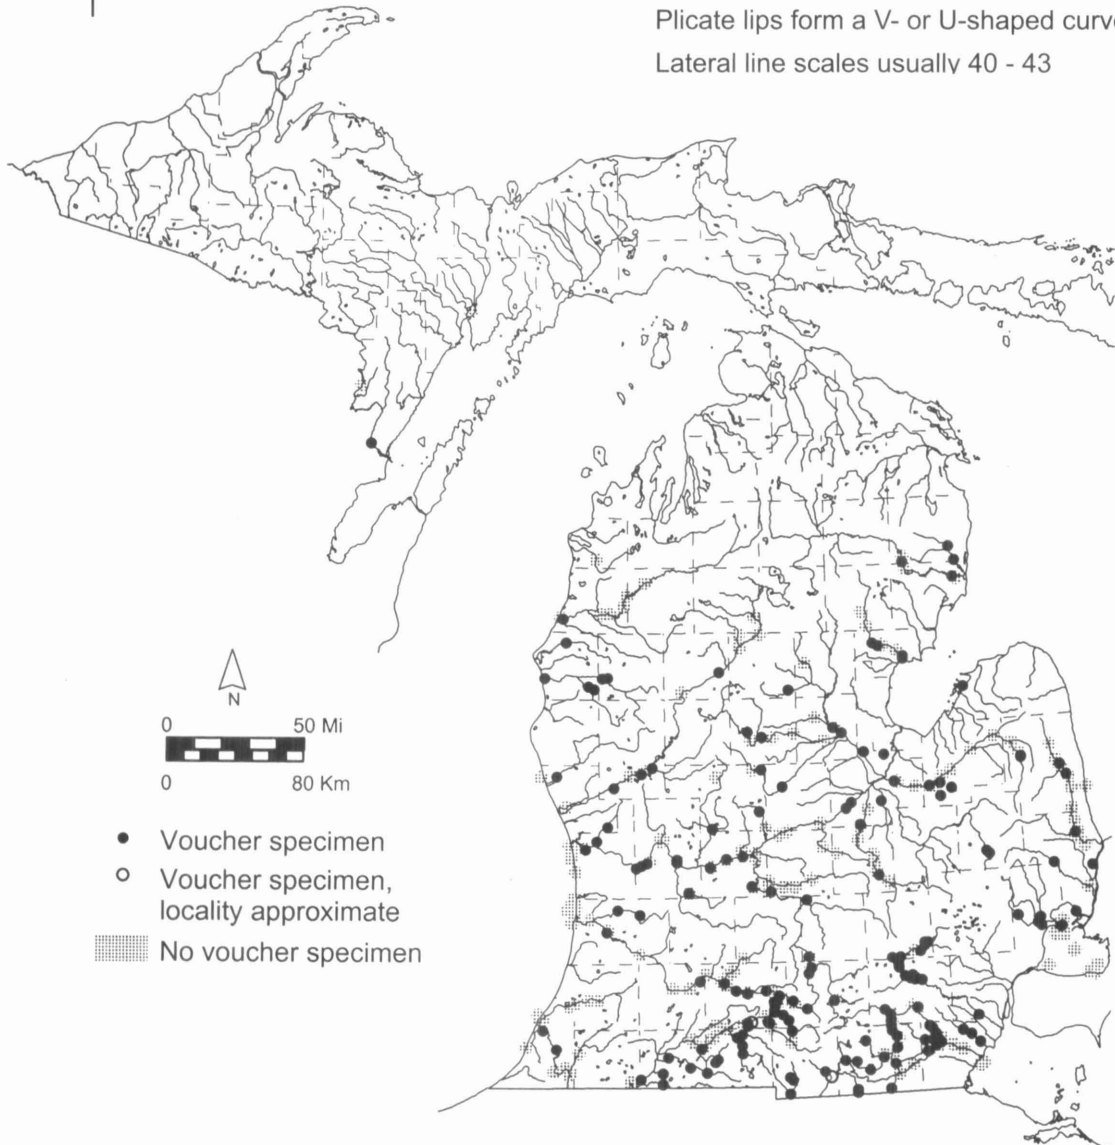 Plicate lips form a V- or U-shaped curve
Lateral line scales usually 40 - 43
N
0 50 Mi
0 80 Km
Voucher specimen
Voucher specimen,
locality approximate
No voucher specimen